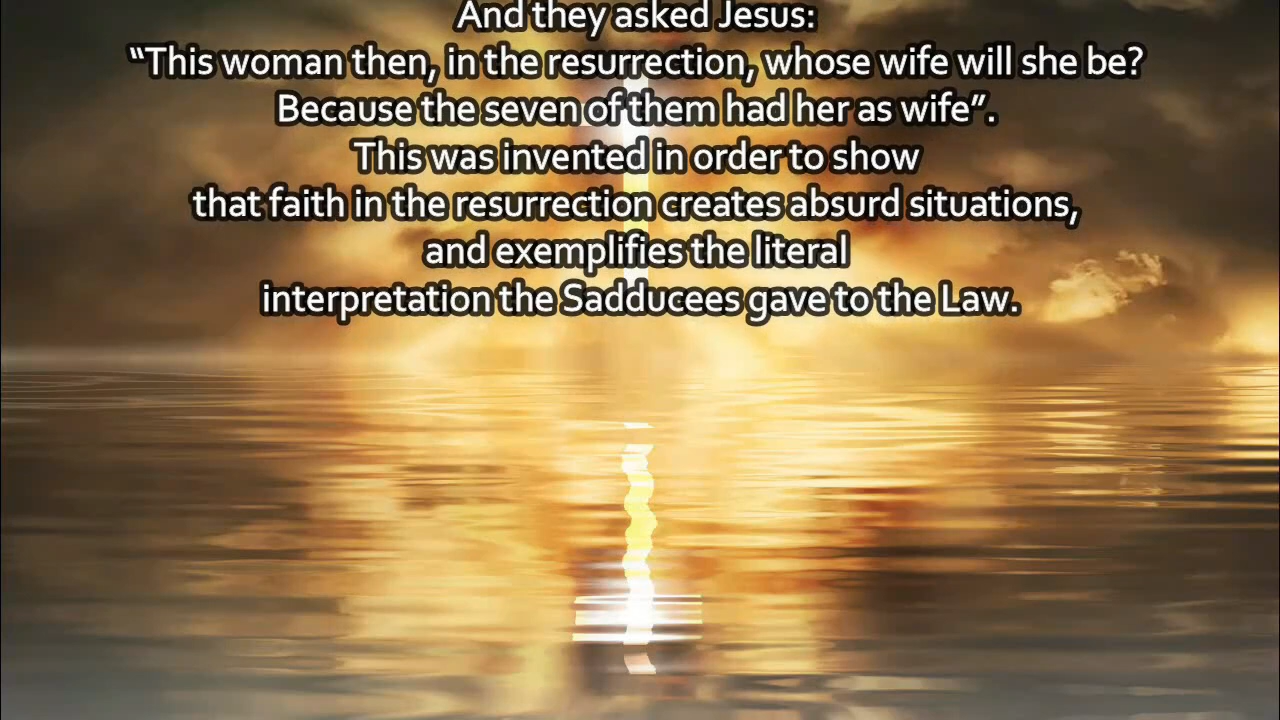 And they asked Jesus:
“This woman then, in the resurrection, whose wife will she be?
Because the seven of them had her as wife”.
This was invented in order to show
that faith in the resurrection creates absurd situations,
and exemplifies the literal
interpretation the Sadducees gave to the Law.